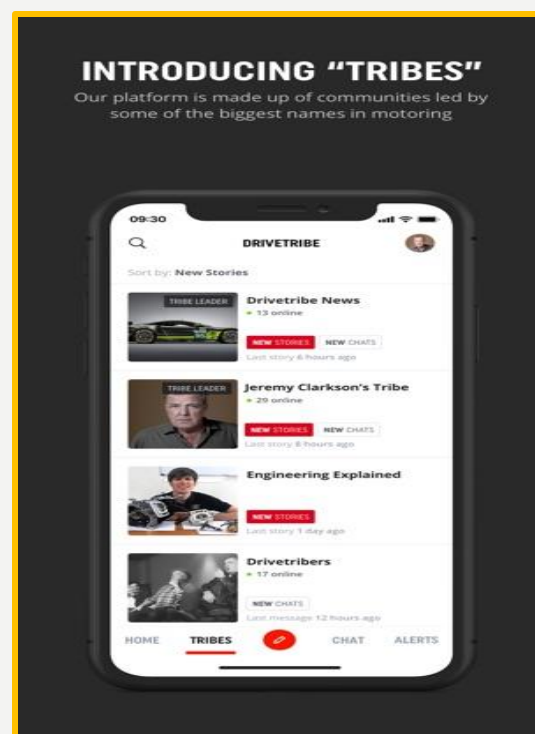 INTRODUCING “TRIBES”
Our platform is made up of communities led by
some of the biggest names in motoring
09:30
DRIVETRIBE
Sort by: New Stories
TRIBE LEADER
Drivetribe News
13 online
NEW STORIES NEW CHATS
Last story 6 hours ago
TRIBE LEADER
Jeremy Clarkson's Tribe
29 online
NEW STORIES NEW CHATS
Last story 6 hours ago
Engineering Explained
NEW STORIES
Last story 1 day ago
Drivetribers
17 online
NEW CHATS
Last message 12 hours ago
HOME TRIBES CHAT ALERTS